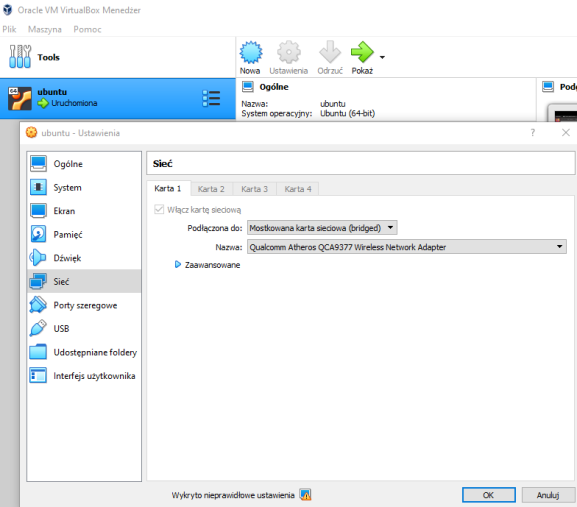 Oracle VM VirtualBox Menedżer
Plik Maszyna Pomoc
Tools
Nowa Ustawienia Odrzuć Pokaż
64 ubuntu
Uruchomiona
Ogólne
Nazwa: ubuntu
System operacyjny: Ubuntu (64-bit)
ubuntu - Ustawienia ? ×
Ogólne
System
Ekran
Pamięć
Dźwięk
Sieć
Porty szeregowe
USB
Udostępniane foldery
Interfejs użytkownika
Sieć
Karta 1 Karta 2 Karta 3 Karta 4
Włącz kartę sieciową
Podłączona do: Mostkowana karta sieciowa (bridged)
Nazwa: Qualcomm Atheros QCA9377 Wireless Network Adapter
Zaawansowane
Wykryto nieprawidłowe ustawienia
OK Anuluj